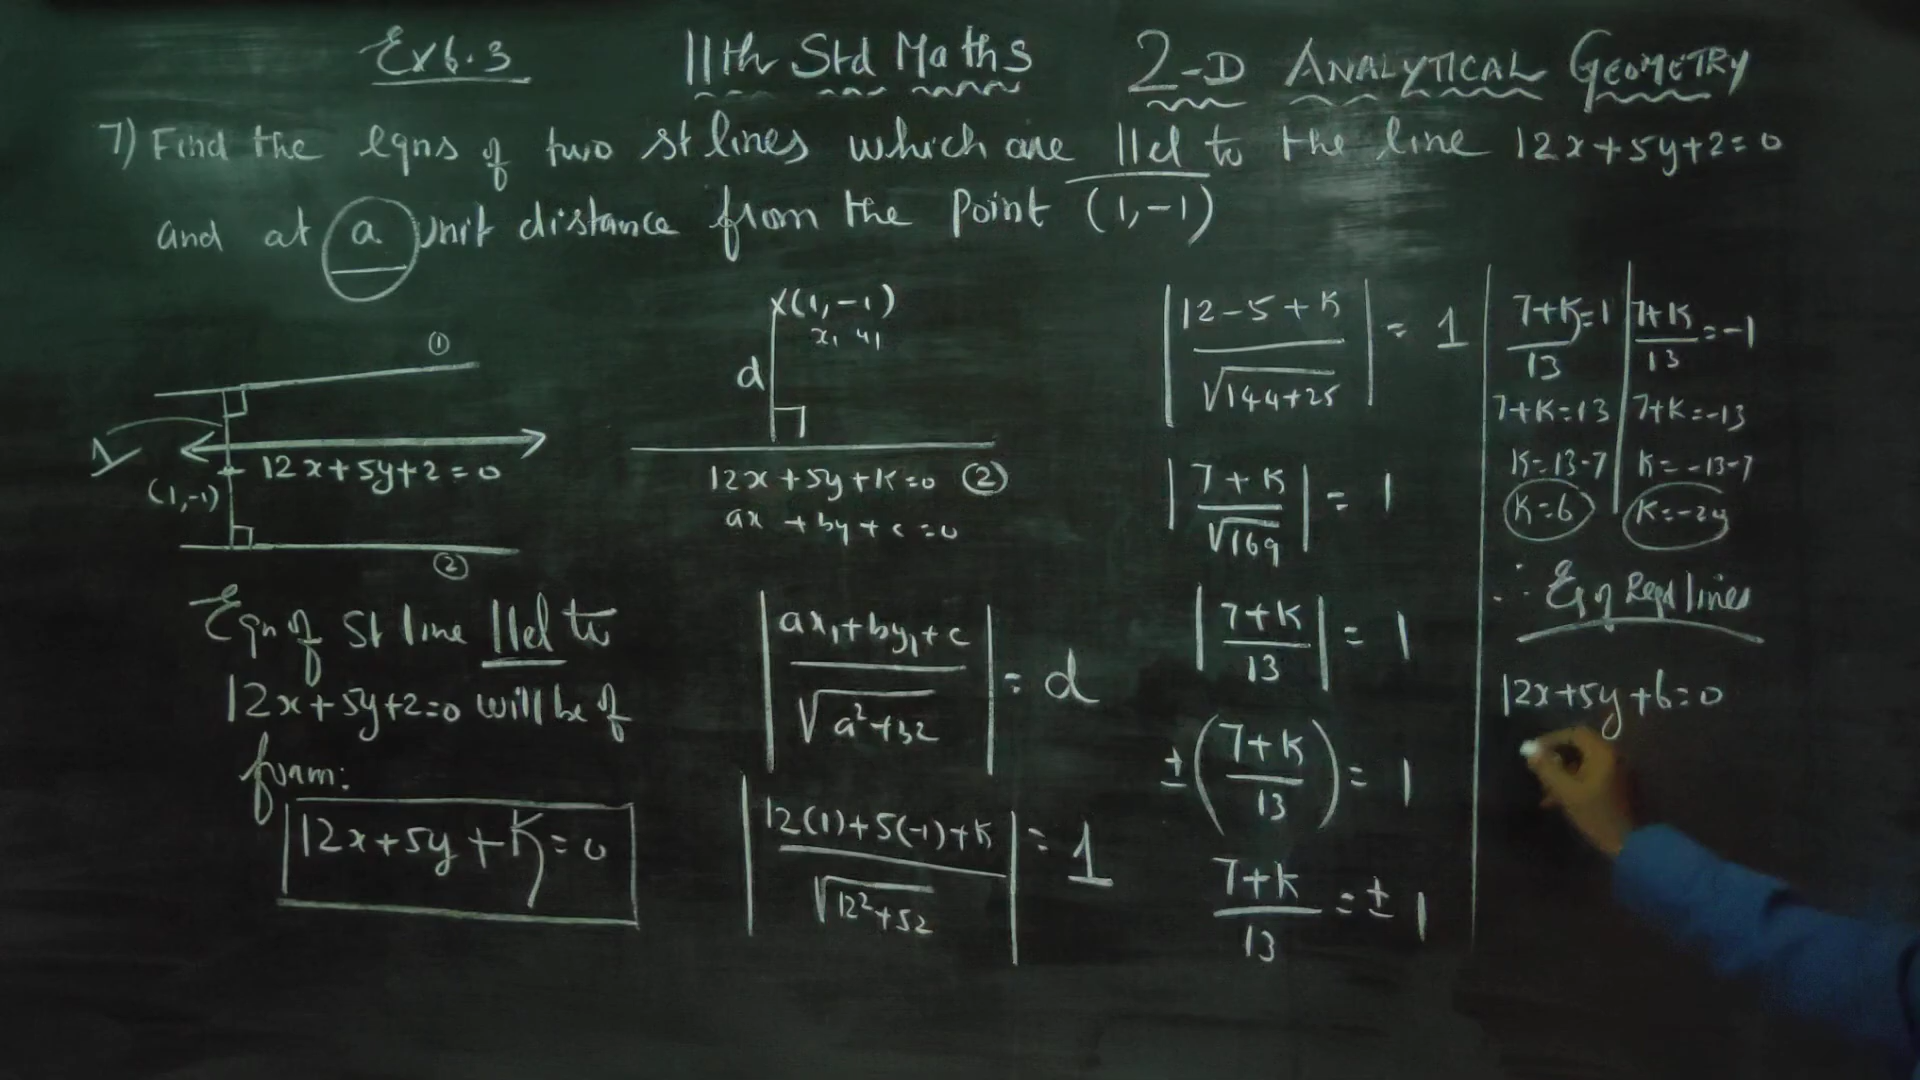 Ex 6.3 11th Std Maths 2-D ANALYTICAL GEOMETRY
7) Find the eqns of two st lines which are ||el to the line 12x+5y+2=0
and at a unit distance from the point (1,-1)
①
1
12x+5y+2=0
(1,-1)
②
Eqn of St line ||el to
12x+5y+2=0 will be of
form:
12x+5y+K=0
(1,-1)
x₁ y₁
d
12x+5y+K=0 ②
ax +by+c=0
|ax₁+by₁+c / √a²+b2| = d
|12(1)+5(-1)+K / √12²+52| = 1
|12-5+K / √144+25| = 1
|7+K / √169| = 1
|7+K / 13| = 1
±(7+K / 13) = 1
7+K / 13 = ± 1
7+K / 13 = 1
7+K=13
K=13-7
K=6
7+K / 13 = -1
7+K=-13
K=-13-7
K=-20
∴ Eq of Reqd lines
12x+5y+6=0